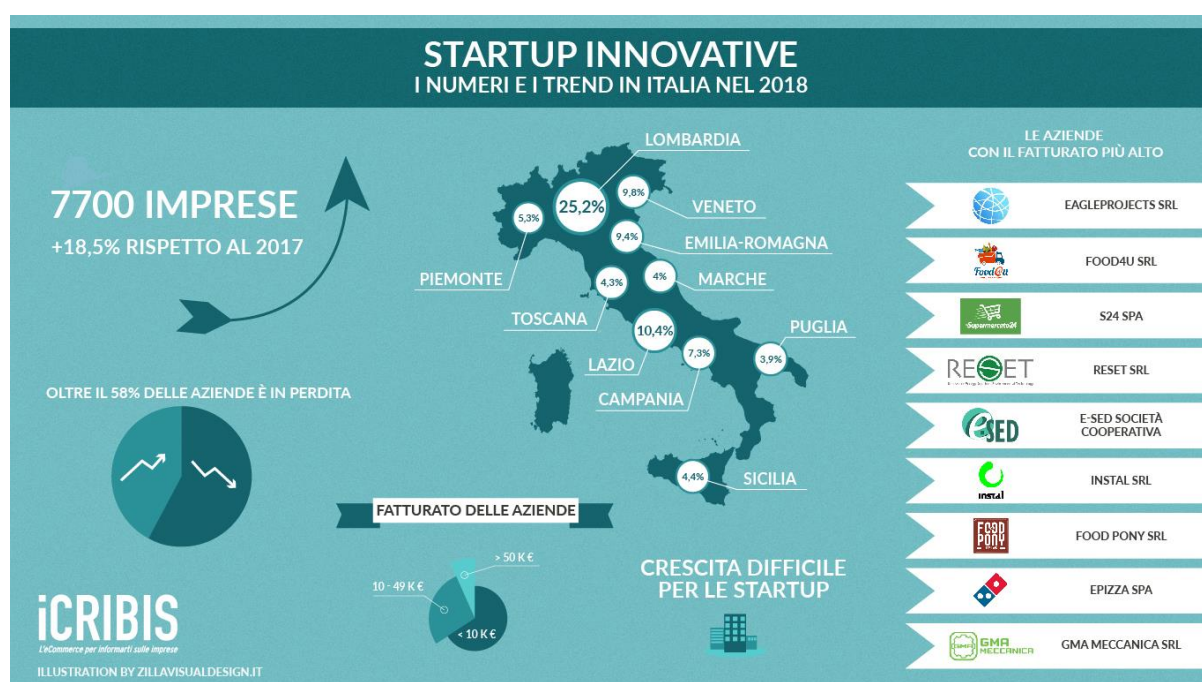 STARTUP INNOVATIVE
I NUMERI E I TREND IN ITALIA NEL 2018
7700 IMPRESE
+18,5% RISPETTO AL 2017
OLTRE IL 58% DELLE AZIENDE È IN PERDITA
LOMBARDIA
25,2%
9,8%
VENETO
5,3%
PIEMONTE
9,4%
EMILIA-ROMAGNA
4%
MARCHE
4,3%
TOSCANA
10,4%
LAZIO
7,3%
CAMPANIA
PUGLIA
3,9%
4,4%
SICILIA
FATTURATO DELLE AZIENDE
> 50 K €
10 - 49 K €
< 10 K €
CRESCITA DIFFICILE
PER LE STARTUP
LE AZIENDE
CON IL FATTURATO PIÙ ALTO
EAGLEPROJECTS SRL
Food@tu
FOOD4U SRL
Supermercato24
S24 SPA
RESET
RESET SRL
eSED
E-SED SOCIETÀ
COOPERATIVA
INSTAL
INSTAL SRL
FOOD
PONY
FOOD PONY SRL
EPIZZA SPA
GMA
MECCANICA
GMA MECCANICA SRL
iCRIBIS
L'eCommerce per informarti sulle imprese
ILLUSTRATION BY ZILLAVISUALDESIGN.IT